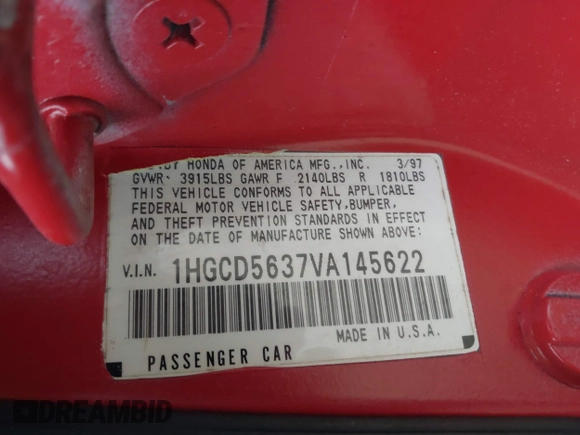 BY HONDA OF AMERICA MFG.,INC. 3/97
GVWR· 3915LBS GAWR F 2140LBS R 1810LBS
THIS VEHICLE CONFORMS TO ALL APPLICABLE
FEDERAL MOTOR VEHICLE SAFETY,BUMPER,
AND THEFT PREVENTION STANDARDS IN EFFECT
ON THE DATE OF MANUFACTURE SHOWN ABOVE:
V.I.N. 1HGCD5637VA145622
MADE IN U.S.A.
PASSENGER CAR
DREAMBID